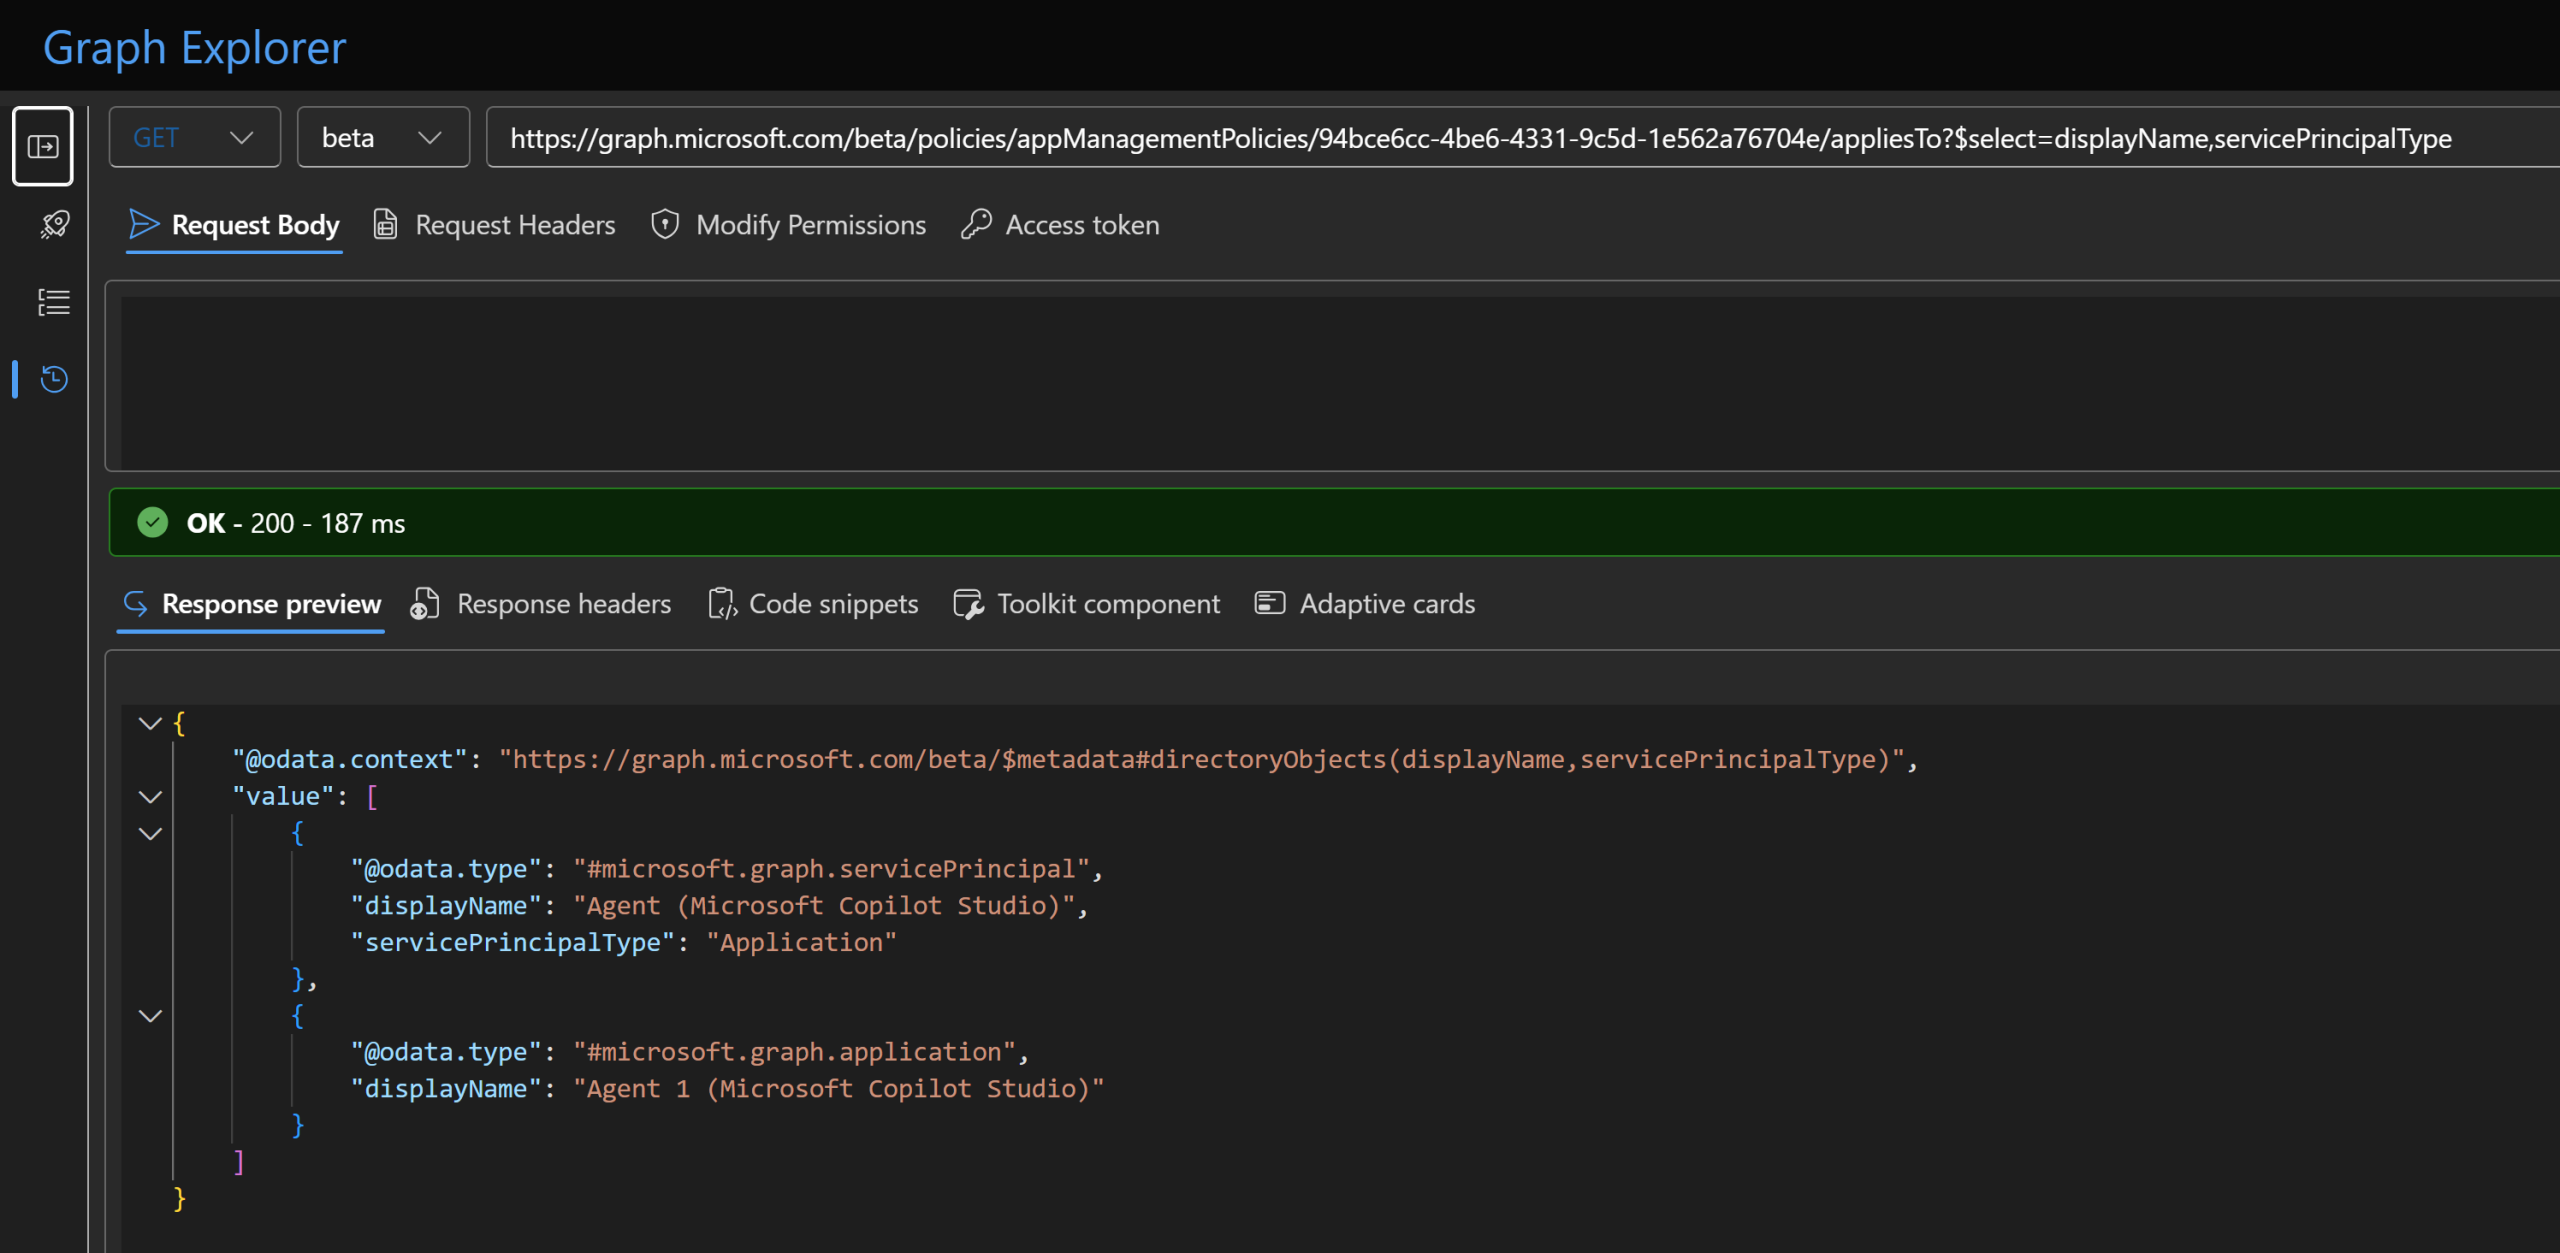 Graph Explorer
GET beta https://graph.microsoft.com/beta/policies/appManagementPolicies/94bce6cc-4be6-4331-9c5d-1e562a76704e/appliesTo?$select=displayName,servicePrincipalType
Request Body Request Headers Modify Permissions Access token
OK - 200 - 187 ms
Response preview Response headers Code snippets Toolkit component Adaptive cards
{
"@odata.context": "https://graph.microsoft.com/beta/$metadata#directoryObjects(displayName,servicePrincipalType)",
"value": [
{
"@odata.type": "#microsoft.graph.servicePrincipal",
"displayName": "Agent (Microsoft Copilot Studio)",
"servicePrincipalType": "Application"
},
{
"@odata.type": "#microsoft.graph.application",
"displayName": "Agent 1 (Microsoft Copilot Studio)"
}
]
}